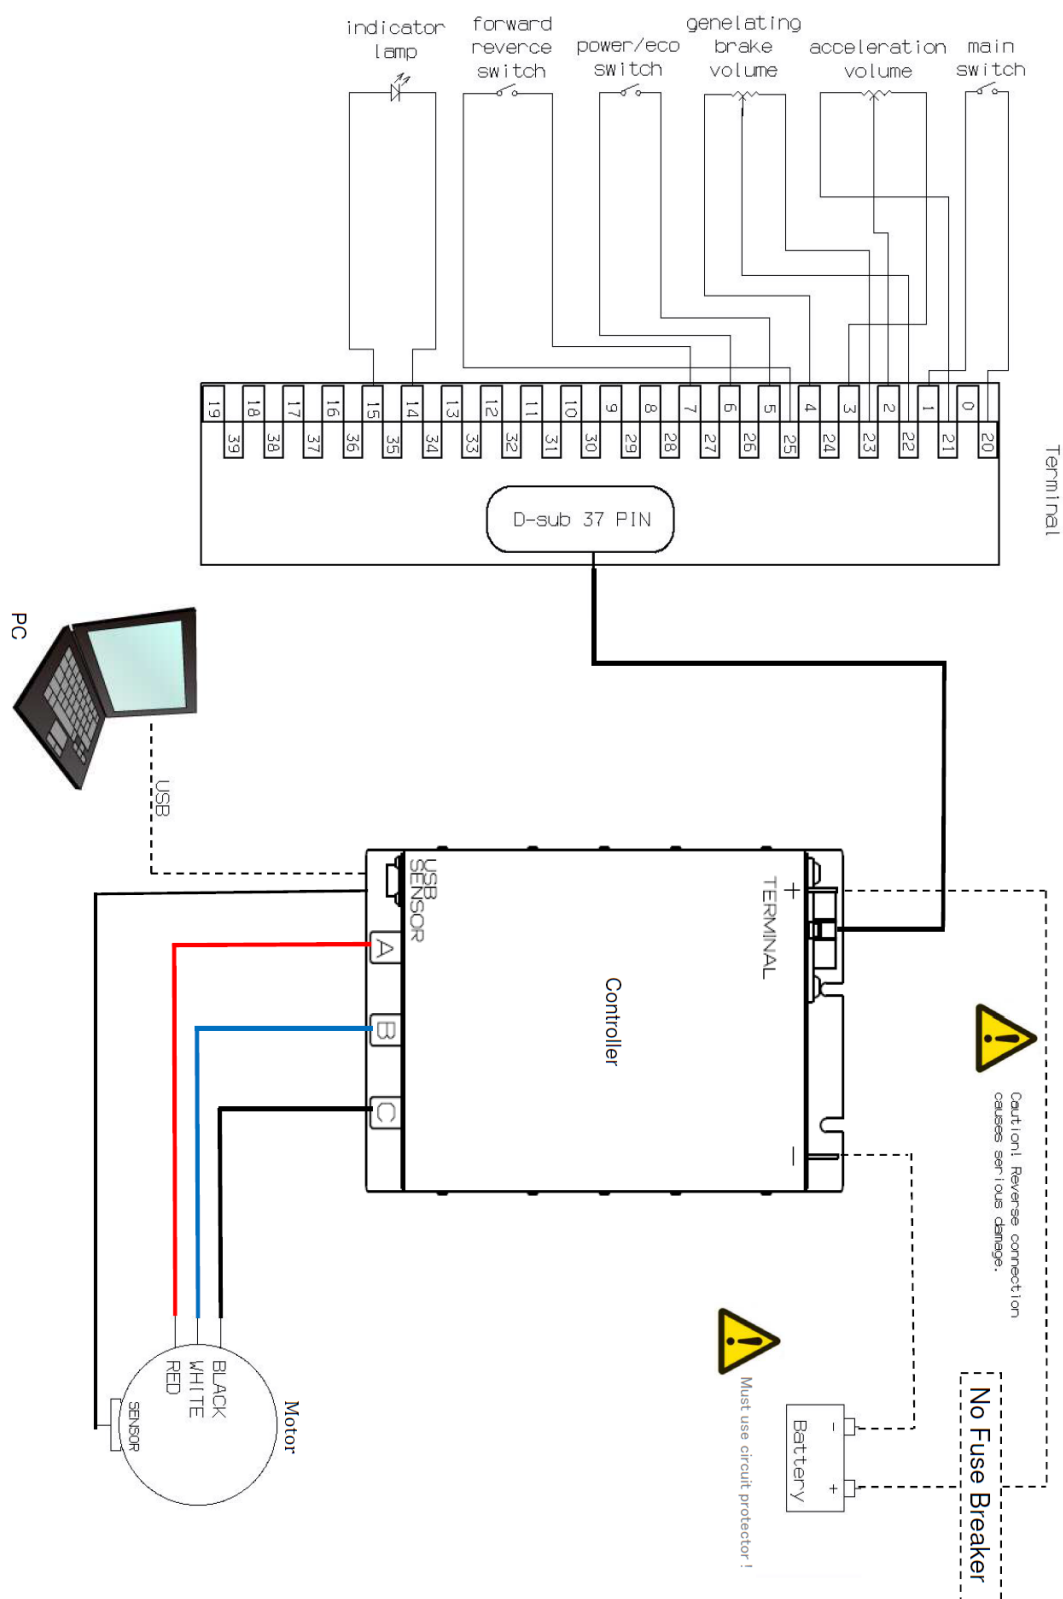 indicator
lamp
forward
reverce
switch
power/eco
switch
genelating
brake
volume
acceleration
volume
main
switch
19
18
17
16
15
14
13
12
11
10
9
8
7
6
5
4
3
2
1
0
39
38
37
36
35
34
33
32
31
30
29
28
27
26
25
24
23
22
21
20
Terminal
D-sub 37 PIN
PC
USB
USB
SENSOR
TERMINAL
+
−
A
B
C
Controller
Caution! Reverse connection
causes serious damage.
Must use circuit protector !
No Fuse Breaker
Battery
−
+
BLACK
WHITE
RED
Motor
SENSOR